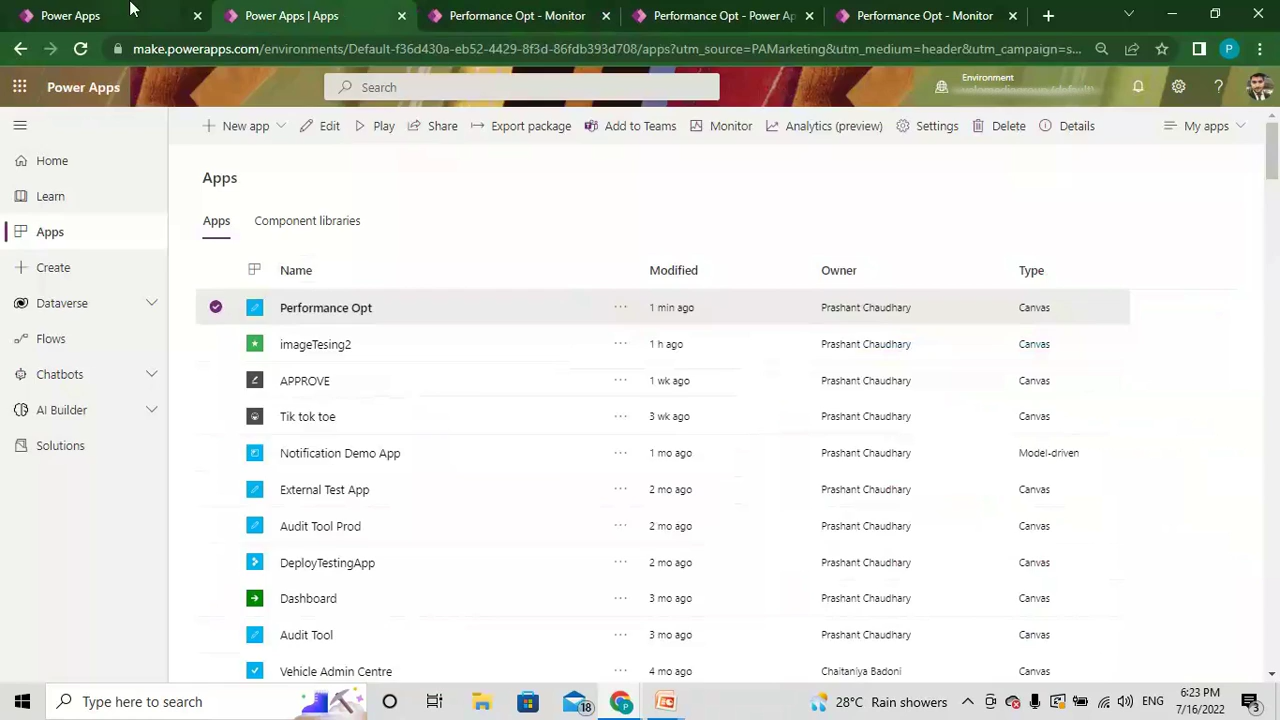 Power Apps | Apps
Power Apps | Apps
Performance Opt - Monitor
Performance Opt - Power Ap
Performance Opt - Monitor
make.powerapps.com/environments/Default-f36d430a-eb52-4429-8f3d-86fdb393d708/apps?utm_source=PAMarketing&utm_medium=header&utm_campaign=s...
P
Power Apps
Search
Environment
New app
Edit
Play
Share
Export package
Add to Teams
Monitor
Analytics (preview)
Settings
Delete
Details
My apps
Home
Learn
Apps
Create
Dataverse
Flows
Chatbots
AI Builder
Solutions
Apps
Apps Component libraries
Name Modified Owner Type
Performance Opt ... 1 min ago Prashant Chaudhary Canvas
imageTesing2 ... 1 h ago Prashant Chaudhary Canvas
APPROVE ... 1 wk ago Prashant Chaudhary Canvas
Tik tok toe ... 3 wk ago Prashant Chaudhary Canvas
Notification Demo App ... 1 mo ago Prashant Chaudhary Model-driven
External Test App ... 2 mo ago Prashant Chaudhary Canvas
Audit Tool Prod ... 2 mo ago Prashant Chaudhary Canvas
DeployTestingApp ... 2 mo ago Prashant Chaudhary Canvas
Dashboard ... 3 mo ago Prashant Chaudhary Canvas
Audit Tool ... 3 mo ago Prashant Chaudhary Canvas
Vehicle Admin Centre ... 4 mo ago Chaitaniya Badoni Canvas
Type here to search
18
28°C Rain showers
ENG
6:23 PM
7/16/2022
3